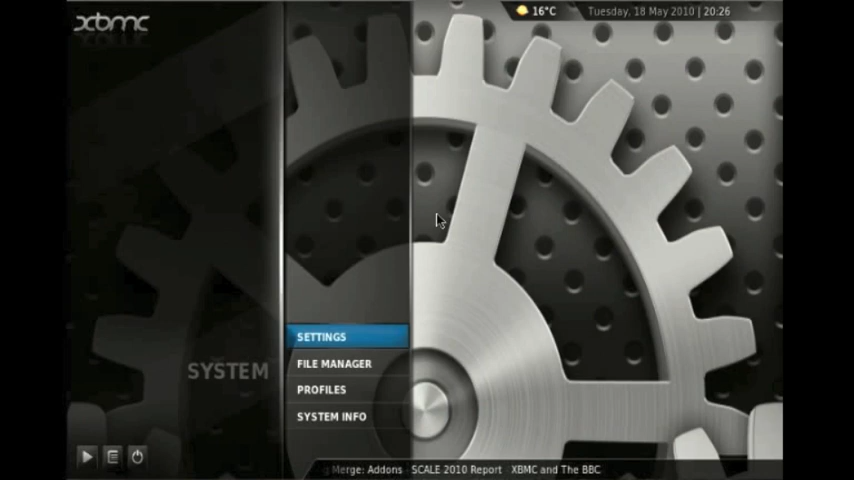 xbmc
16°C Tuesday, 18 May 2010 | 20:26
SETTINGS
SYSTEM
FILE MANAGER
PROFILES
SYSTEM INFO
Merge: Addons · SCALE 2010 Report · XBMC and The BBC